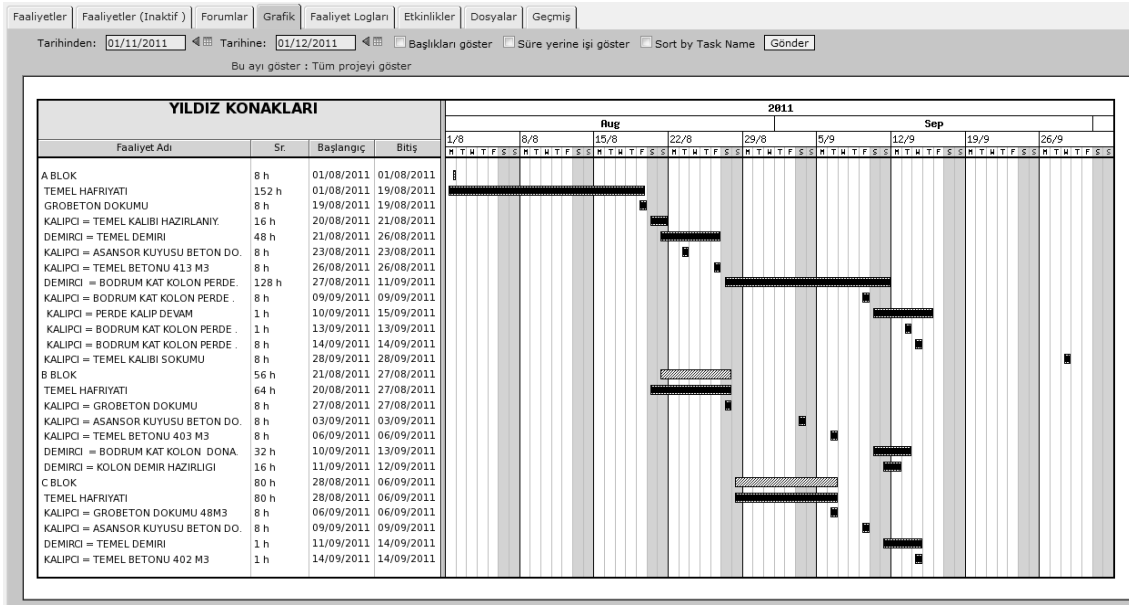 Faaliyetler Faaliyetler (Inaktif ) Forumlar Grafik Faaliyet Logları Etkinlikler Dosyalar Geçmiş
Tarihinden: 01/11/2011 Tarihine: 01/12/2011 Başlıkları göster Süre yerine işi göster Sort by Task Name Gönder
Bu ayı göster : Tüm projeyi göster
YILDIZ KONAKLARI 2011
Aug Sep
1/8 8/8 15/8 22/8 29/8 5/9 12/9 19/9 26/9
Faaliyet Adı Sr. Başlangıç Bitiş M T W T F S S M T W T F S S M T W T F S S M T W T F S S M T W T F S S M T W T F S S M T W T F S S M T W T F S S M T W T F S S
A BLOK 8 h 01/08/2011 01/08/2011
TEMEL HAFRIYATI 152 h 01/08/2011 19/08/2011
GROBETON DOKUMU 8 h 19/08/2011 19/08/2011
KALIPCI = TEMEL KALIBI HAZIRLANIY. 16 h 20/08/2011 21/08/2011
DEMIRCI = TEMEL DEMIRI 48 h 21/08/2011 26/08/2011
KALIPCI = ASANSOR KUYUSU BETON DO. 8 h 23/08/2011 23/08/2011
KALIPCI = TEMEL BETONU 413 M3 8 h 26/08/2011 26/08/2011
DEMIRCI = BODRUM KAT KOLON PERDE. 128 h 27/08/2011 11/09/2011
KALIPCI = BODRUM KAT KOLON PERDE . 8 h 09/09/2011 09/09/2011
KALIPCI = PERDE KALIP DEVAM 1 h 10/09/2011 15/09/2011
KALIPCI = BODRUM KAT KOLON PERDE . 1 h 13/09/2011 13/09/2011
KALIPCI = BODRUM KAT KOLON PERDE . 8 h 14/09/2011 14/09/2011
KALIPCI = TEMEL KALIBI SOKUMU 8 h 28/09/2011 28/09/2011
B BLOK 56 h 21/08/2011 27/08/2011
TEMEL HAFRIYATI 64 h 20/08/2011 27/08/2011
KALIPCI = GROBETON DOKUMU 8 h 27/08/2011 27/08/2011
KALIPCI = ASANSOR KUYUSU BETON DO. 8 h 03/09/2011 03/09/2011
KALIPCI = TEMEL BETONU 403 M3 8 h 06/09/2011 06/09/2011
DEMIRCI = BODRUM KAT KOLON DONA. 32 h 10/09/2011 13/09/2011
DEMIRCI = KOLON DEMIR HAZIRLIGI 16 h 11/09/2011 12/09/2011
C BLOK 80 h 28/08/2011 06/09/2011
TEMEL HAFRIYATI 80 h 28/08/2011 06/09/2011
KALIPCI = GROBETON DOKUMU 48M3 8 h 06/09/2011 06/09/2011
KALIPCI = ASANSOR KUYUSU BETON DO. 8 h 09/09/2011 09/09/2011
DEMIRCI = TEMEL DEMIRI 1 h 11/09/2011 14/09/2011
KALIPCI = TEMEL BETONU 402 M3 1 h 14/09/2011 14/09/2011